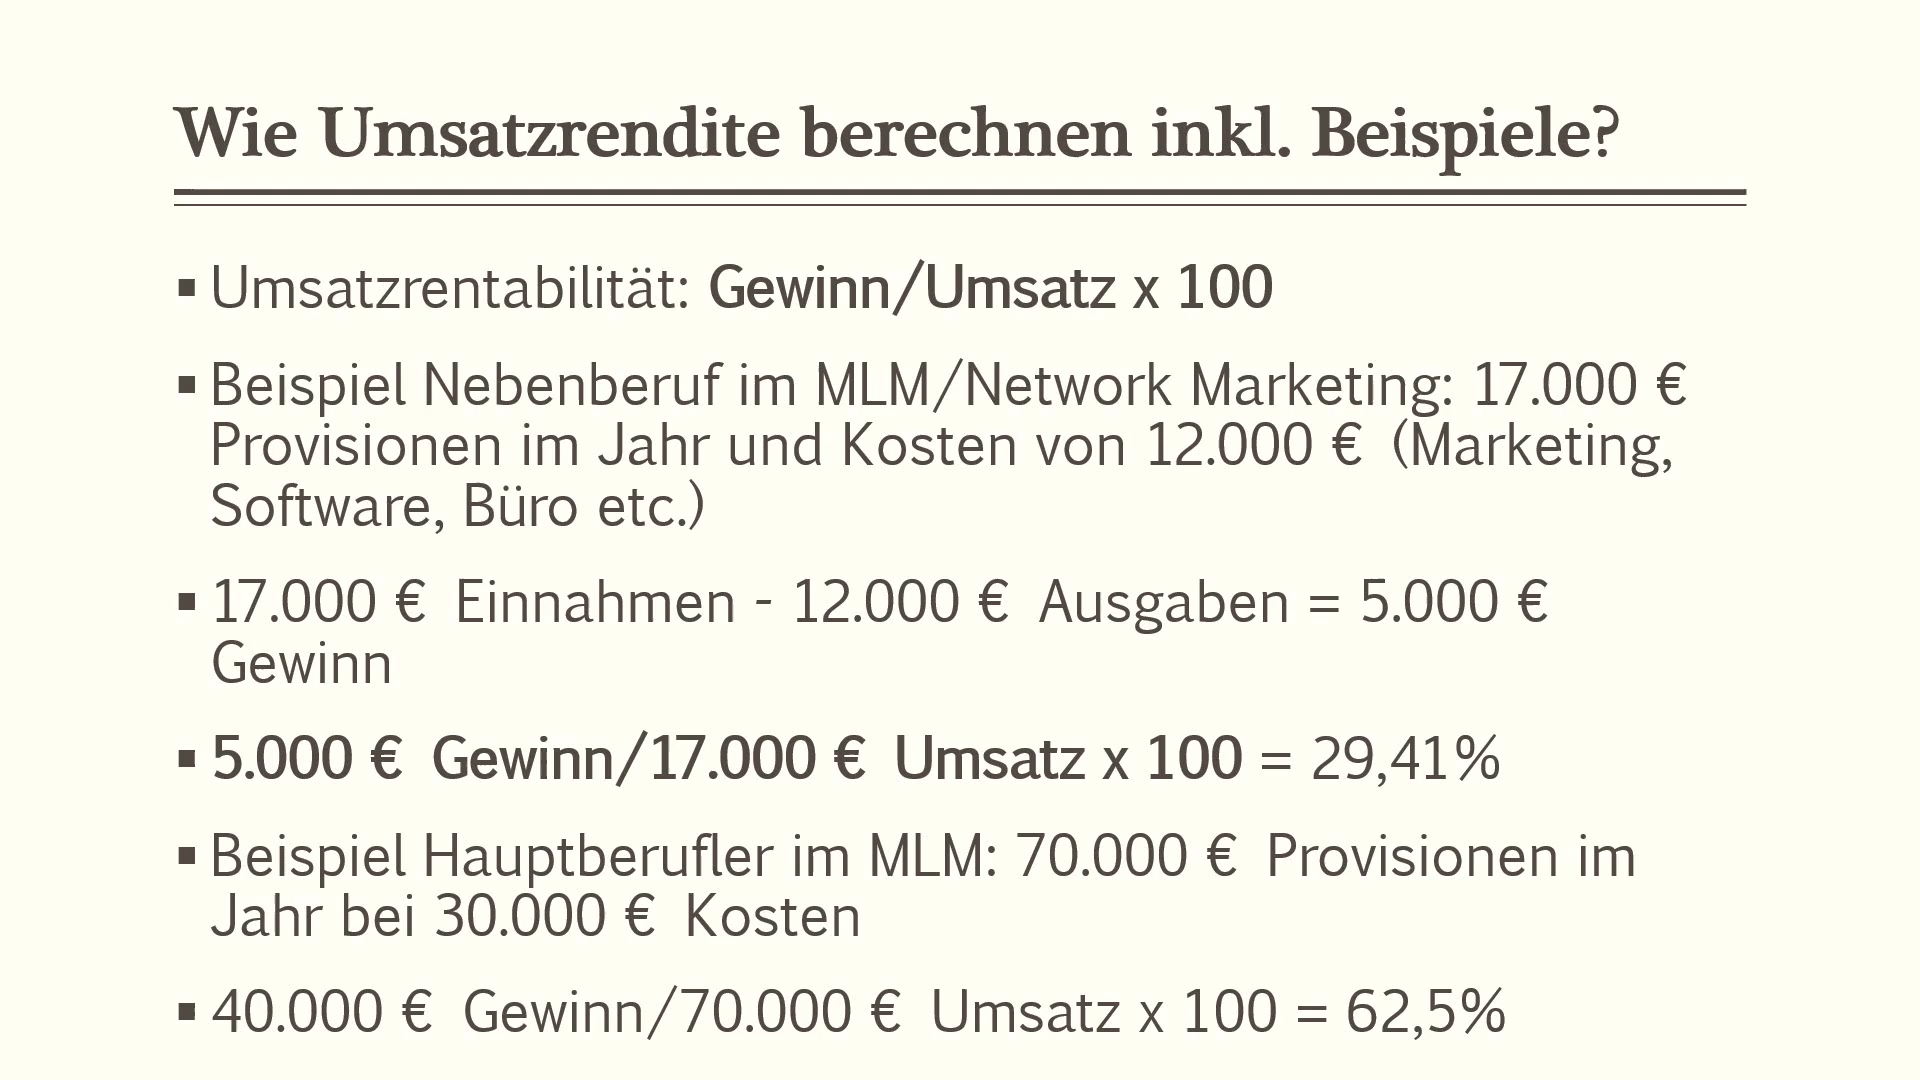 Wie Umsatzrendite berechnen inkl. Beispiele?
▪ Umsatzrentabilität: Gewinn/Umsatz x 100
▪ Beispiel Nebenberuf im MLM/Network Marketing: 17.000 €
Provisionen im Jahr und Kosten von 12.000 € (Marketing,
Software, Büro etc.)
▪ 17.000 € Einnahmen - 12.000 € Ausgaben = 5.000 €
Gewinn
▪ 5.000 € Gewinn/17.000 € Umsatz x 100 = 29,41%
▪ Beispiel Hauptberufler im MLM: 70.000 € Provisionen im
Jahr bei 30.000 € Kosten
▪ 40.000 € Gewinn/70.000 € Umsatz x 100 = 62,5%